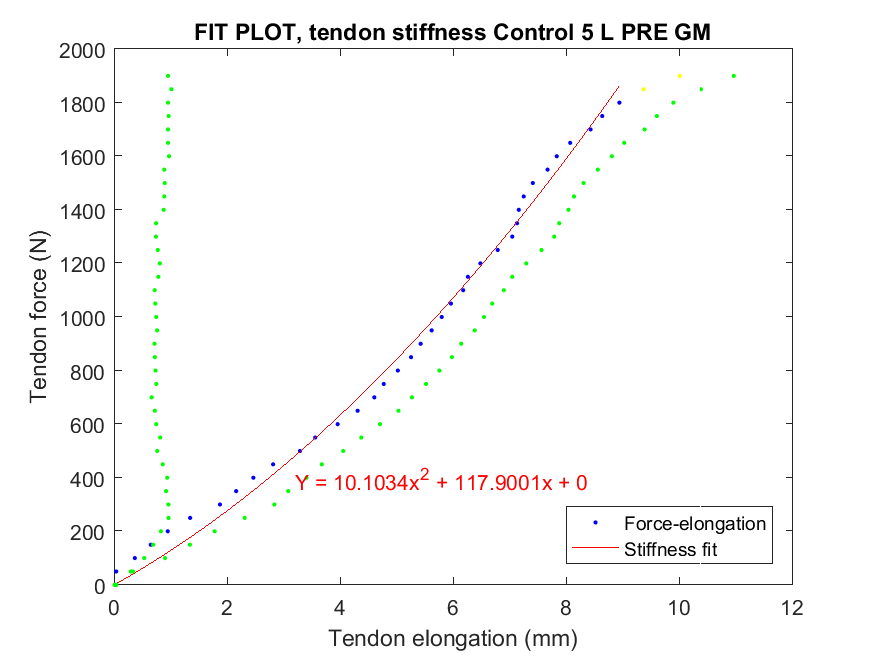 FIT PLOT, tendon stiffness Control 5 L PRE GM
2000
1800
1600
1400
1200
1000
800
600
400
200
0
Tendon force (N)
Y = 10.1034x² + 117.9001x + 0
Force-elongation
Stiffness fit
0 2 4 6 8 10 12
Tendon elongation (mm)